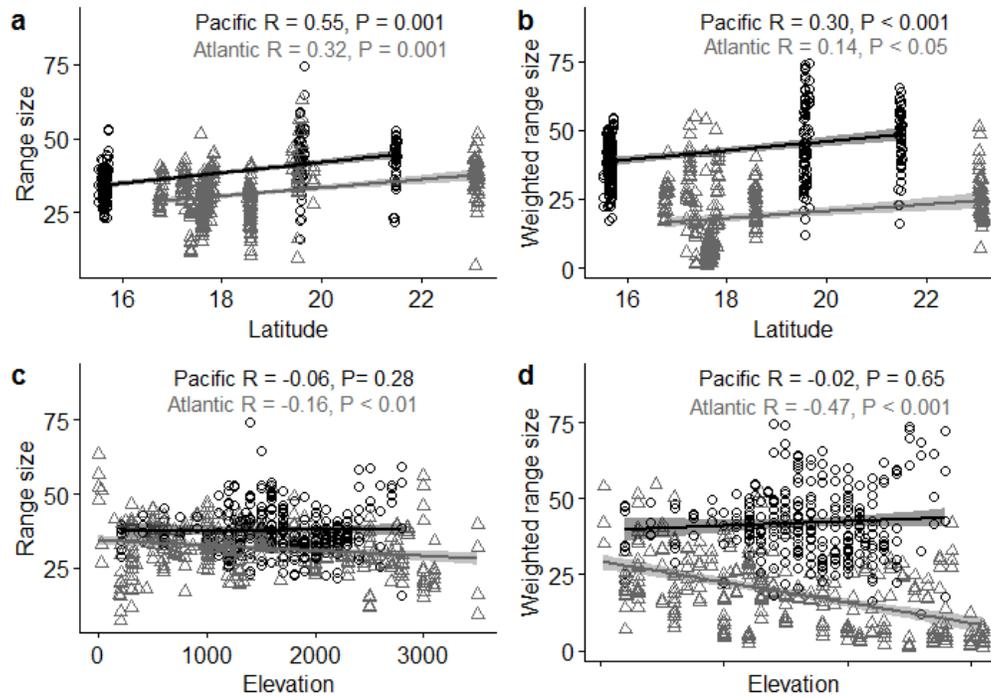 a
Pacific R = 0.55, P = 0.001
Atlantic R = 0.32, P = 0.001
Range size
75
50
25
16 18 20 22
Latitude
b
Pacific R = 0.30, P < 0.001
Atlantic R = 0.14, P < 0.05
Weighted range size
75
50
25
0
16 18 20 22
Latitude
c
Pacific R = -0.06, P= 0.28
Atlantic R = -0.16, P < 0.01
Range size
75
50
25
0 1000 2000 3000
Elevation
d
Pacific R = -0.02, P = 0.65
Atlantic R = -0.47, P < 0.001
Weighted range size
75
50
25
0
Elevation